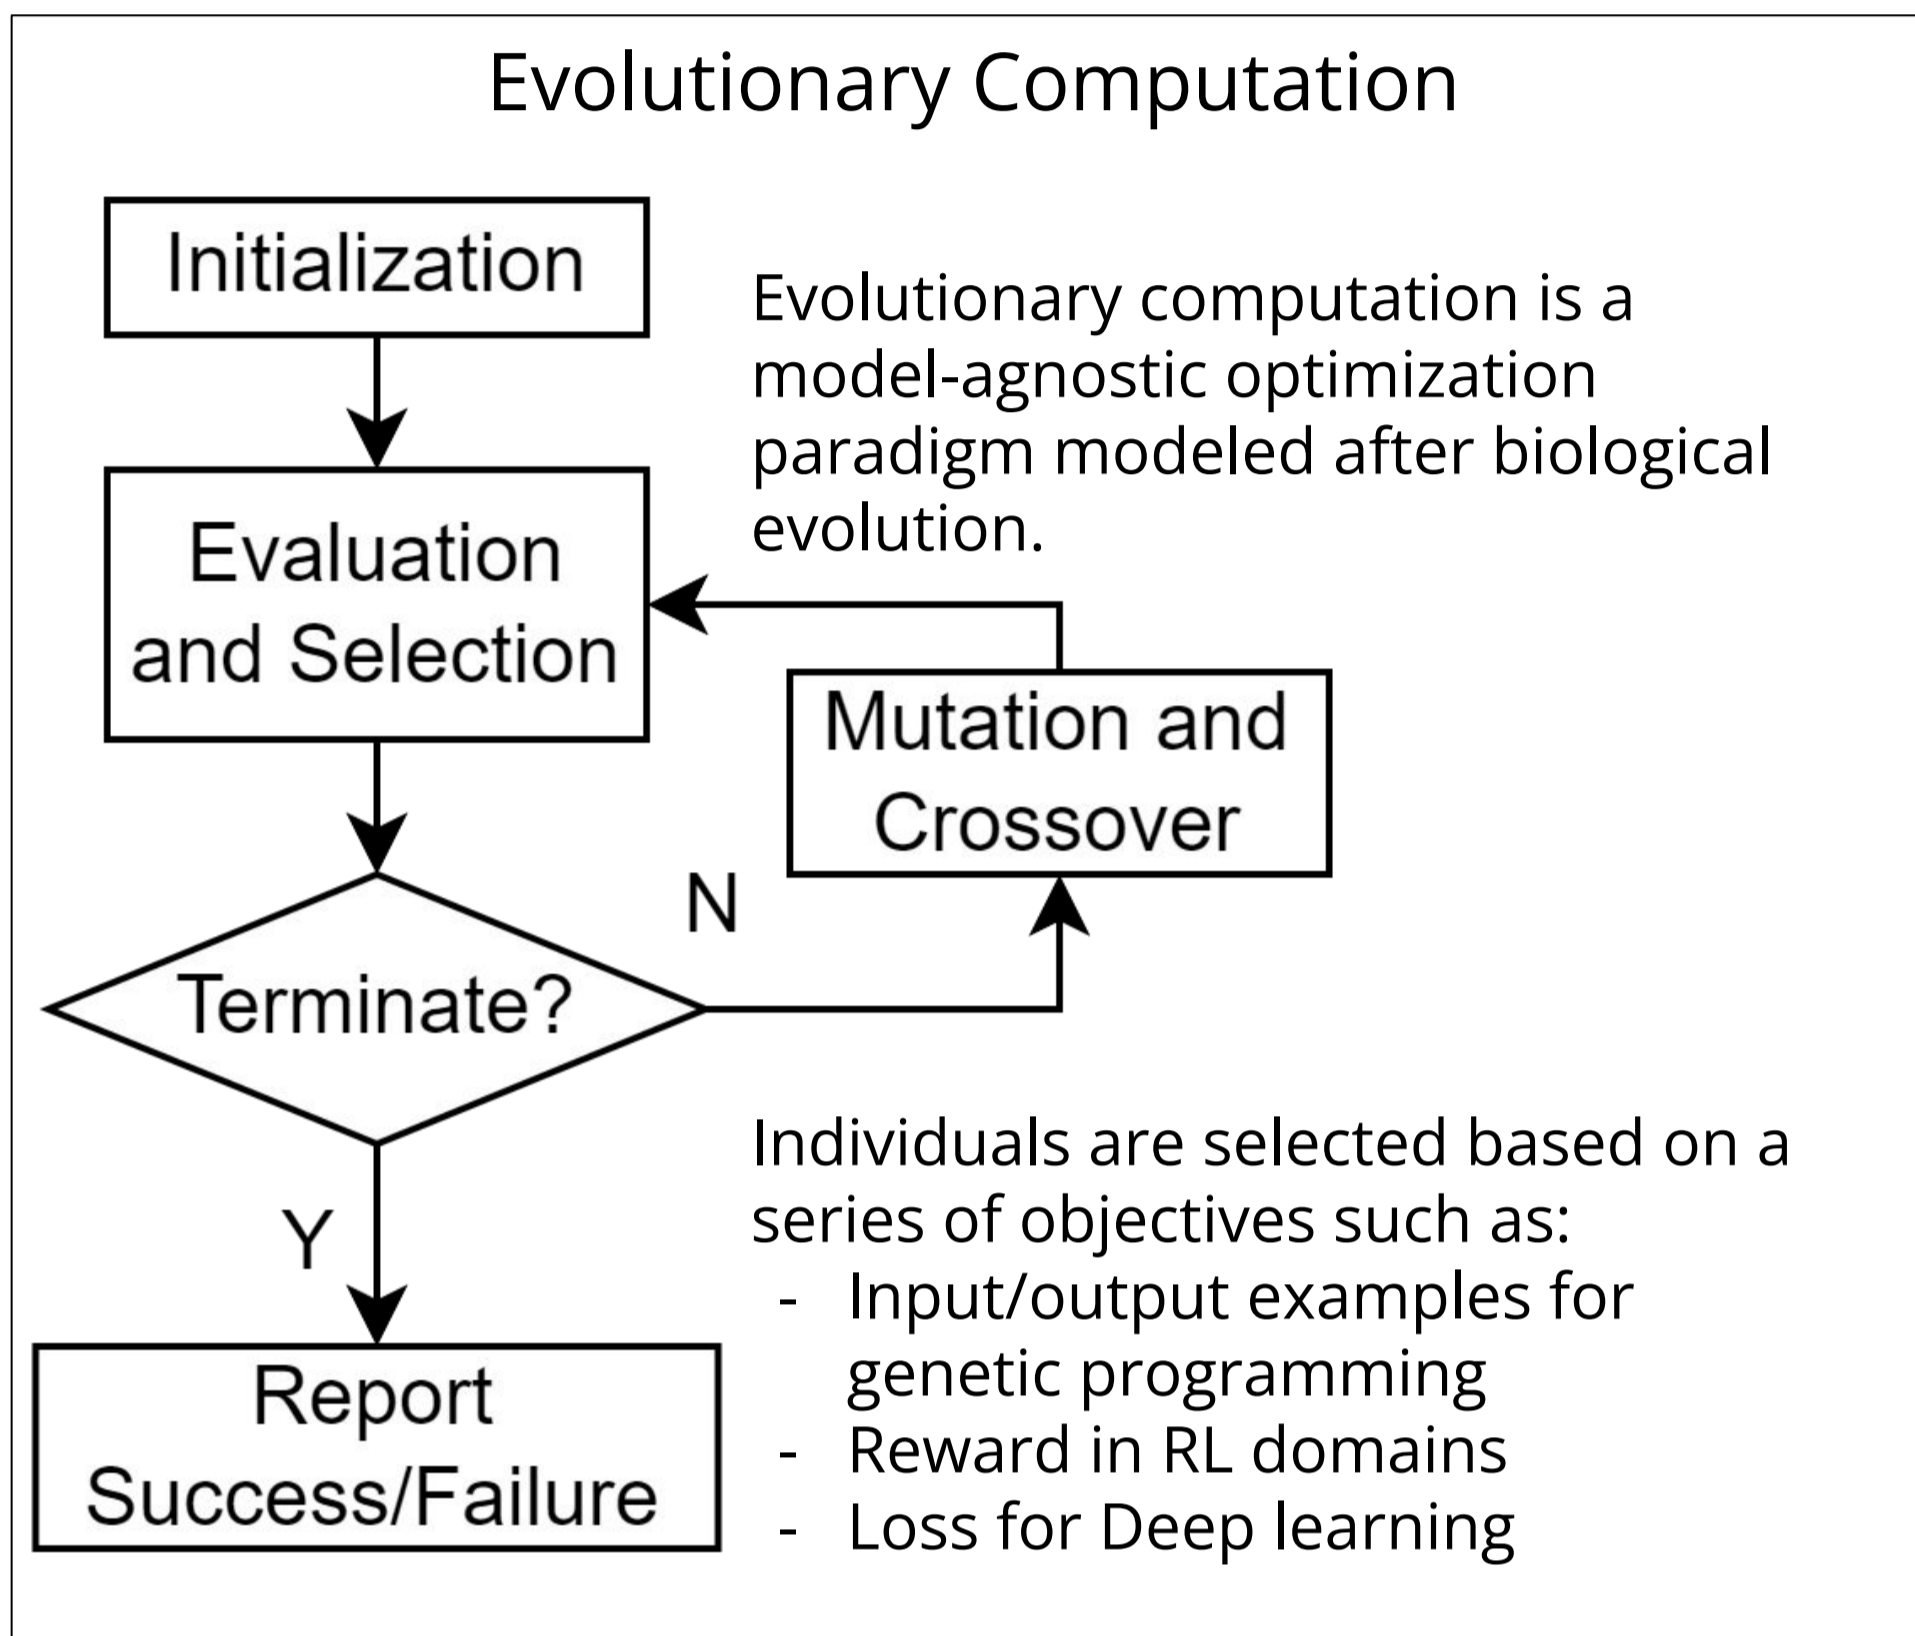 Evolutionary Computation
Initialization
Evolutionary computation is a
model-agnostic optimization
paradigm modeled after biological
evolution.
Evaluation
and Selection
Mutation and
Crossover
N
Terminate?
Y
Report
Success/Failure
Individuals are selected based on a
series of objectives such as:
- Input/output examples for
genetic programming
- Reward in RL domains
- Loss for Deep learning